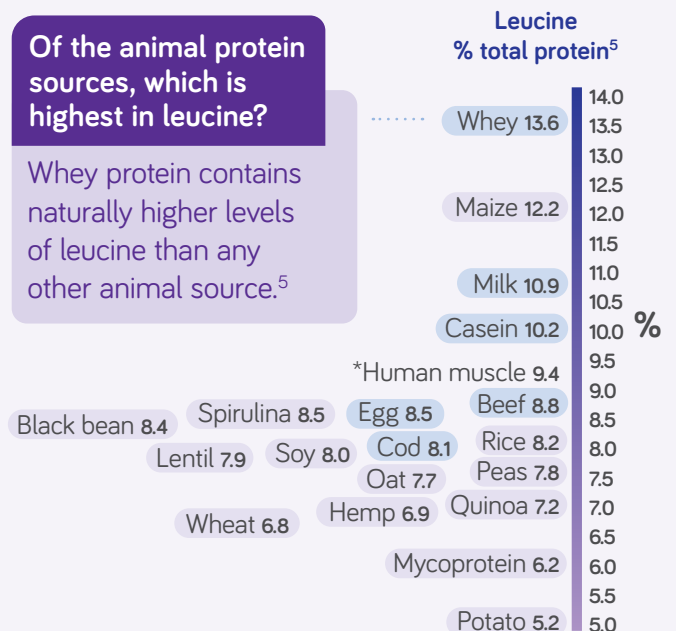 Of the animal protein
sources, which is
highest in leucine?
Whey protein contains
naturally higher levels
of leucine than any
other animal source.5
Leucine
% total protein5
Whey 13.6
Maize 12.2
Milk 10.9
Casein 10.2
*Human muscle 9.4
Beef 8.8
Spirulina 8.5
Egg 8.5
Black bean 8.4
Rice 8.2
Cod 8.1
Soy 8.0
Lentil 7.9
Peas 7.8
Oat 7.7
Quinoa 7.2
Hemp 6.9
Wheat 6.8
Mycoprotein 6.2
Potato 5.2
14.0
13.5
13.0
12.5
12.0
11.5
11.0
10.5
10.0
9.5
9.0
8.5
8.0
7.5
7.0
6.5
6.0
5.5
5.0
%